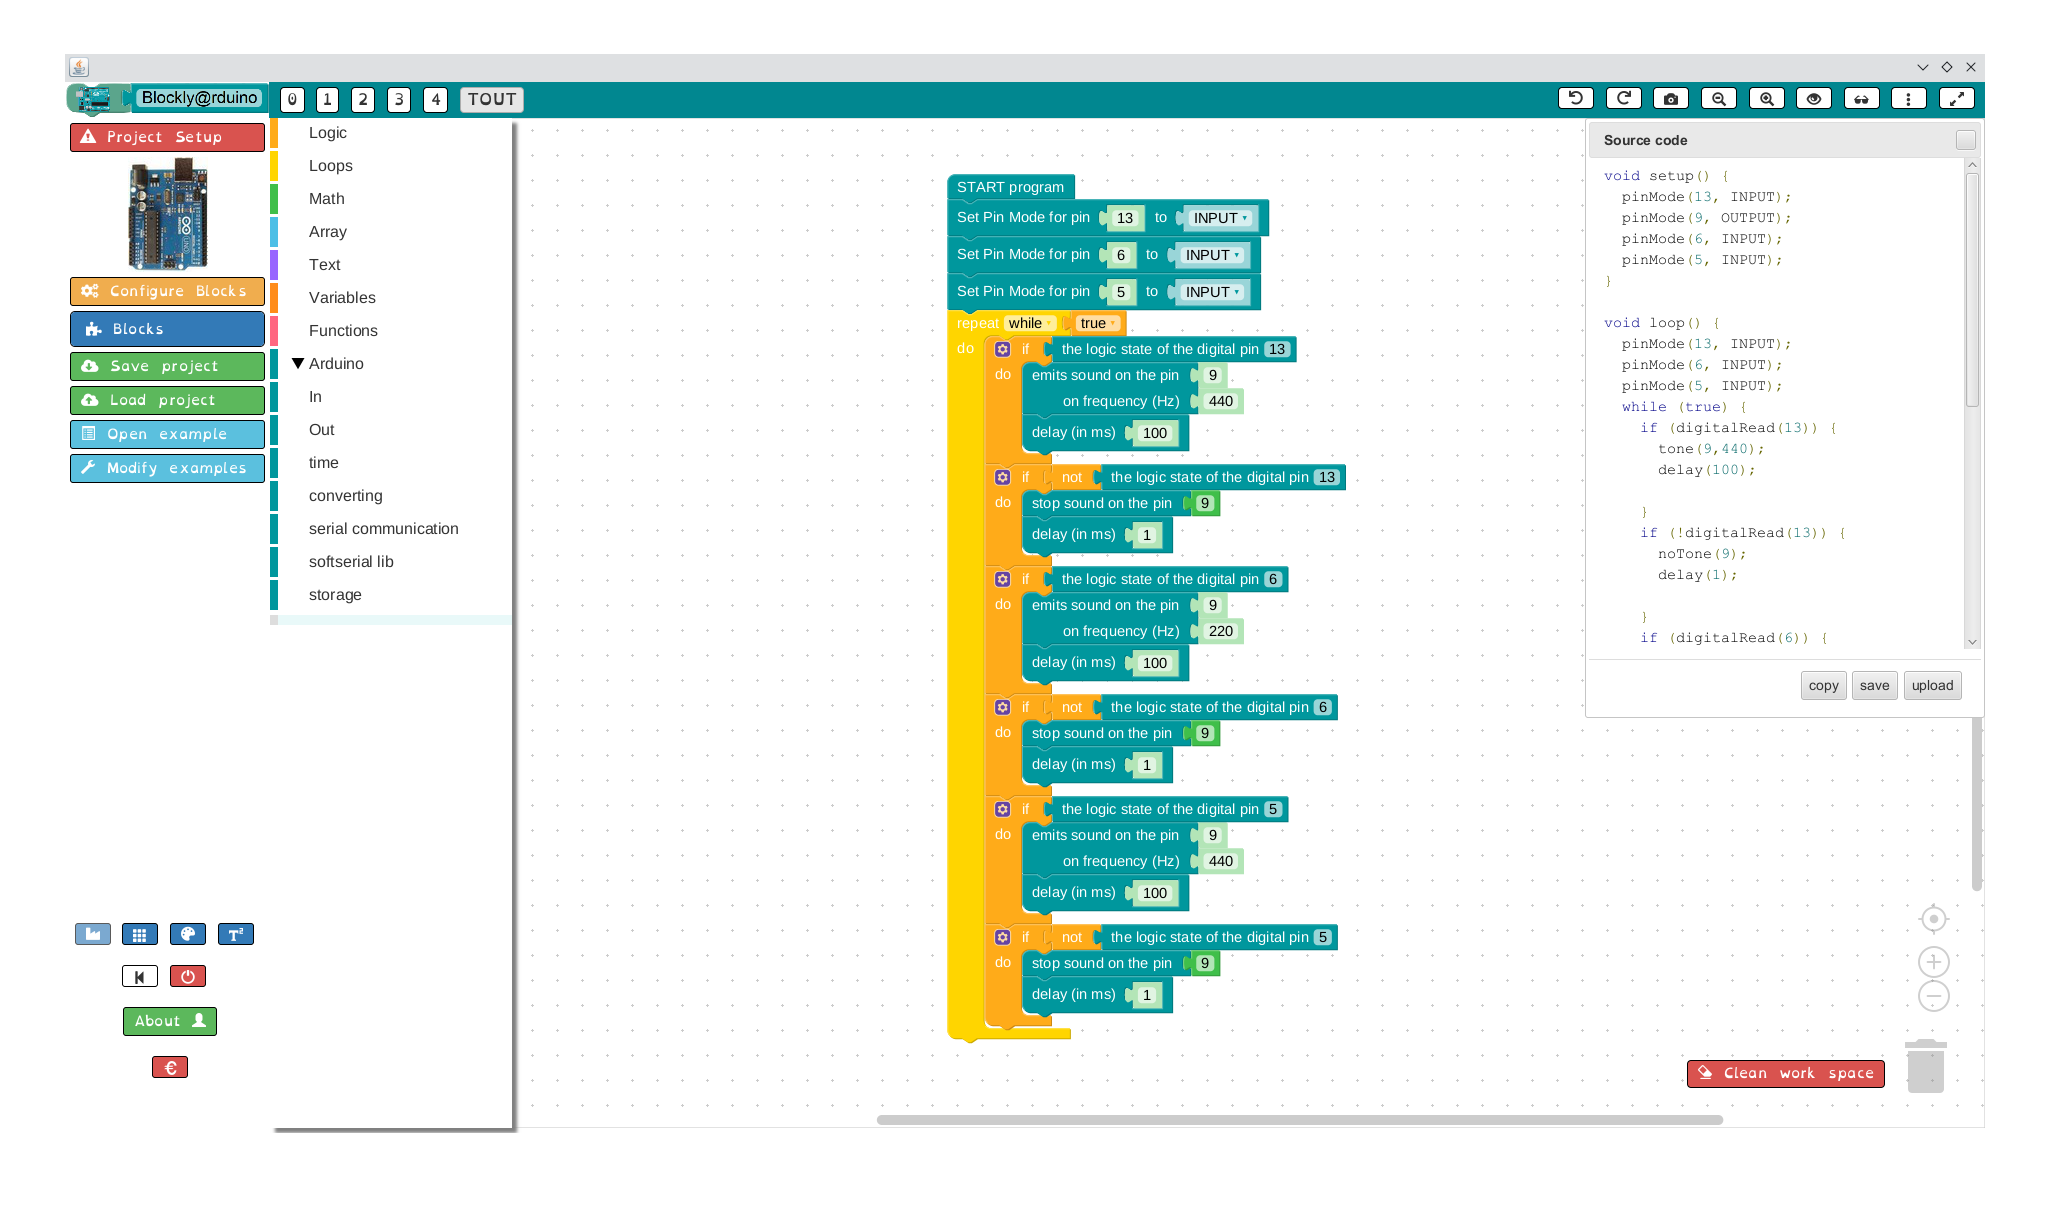 Blockly@rduino
0 1 2 3 4 TOUT
Project Setup
Configure Blocks
Blocks
Save project
Load project
Open example
Modify examples
T²
About
€
Logic
Loops
Math
Array
Text
Variables
Functions
Arduino
In
Out
time
converting
serial communication
softserial lib
storage
START program
Set Pin Mode for pin 13 to INPUT
Set Pin Mode for pin 6 to INPUT
Set Pin Mode for pin 5 to INPUT
repeat while true
do if the logic state of the digital pin 13
do emits sound on the pin 9
on frequency (Hz) 440
delay (in ms) 100
if not the logic state of the digital pin 13
do stop sound on the pin 9
delay (in ms) 1
if the logic state of the digital pin 6
do emits sound on the pin 9
on frequency (Hz) 220
delay (in ms) 100
if not the logic state of the digital pin 6
do stop sound on the pin 9
delay (in ms) 1
if the logic state of the digital pin 5
do emits sound on the pin 9
on frequency (Hz) 440
delay (in ms) 100
if not the logic state of the digital pin 5
do stop sound on the pin 9
delay (in ms) 1
Source code
void setup() {
pinMode(13, INPUT);
pinMode(9, OUTPUT);
pinMode(6, INPUT);
pinMode(5, INPUT);
}
void loop() {
pinMode(13, INPUT);
pinMode(6, INPUT);
pinMode(5, INPUT);
while (true) {
if (digitalRead(13)) {
tone(9,440);
delay(100);
}
if (!digitalRead(13)) {
noTone(9);
delay(1);
}
if (digitalRead(6)) {
copy save upload
Clean work space